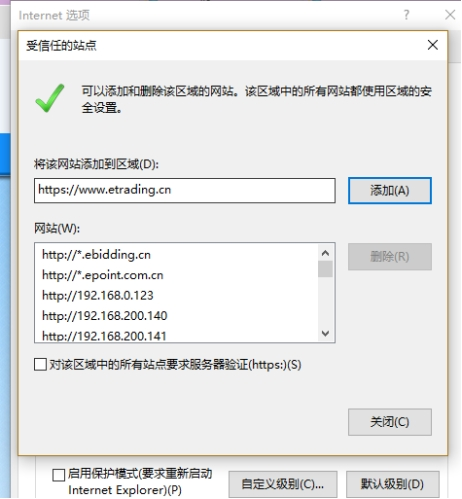 Internet 选项
受信任的站点
可以添加和删除该区域的网站。该区域中的所有网站都使用区域的安
全设置。
将该网站添加到区域(D):
https://www.etrading.cn
添加(A)
网站(W):
http://*.ebidding.cn
http://*.epoint.com.cn
http://192.168.0.123
http://192.168.200.140
http://192.168.200.141
删除(R)
对该区域中的所有站点要求服务器验证(https:)(S)
关闭(C)
启用保护模式(要求重新启动
Internet Explorer)(P)
自定义级别(C)...
默认级别(D)